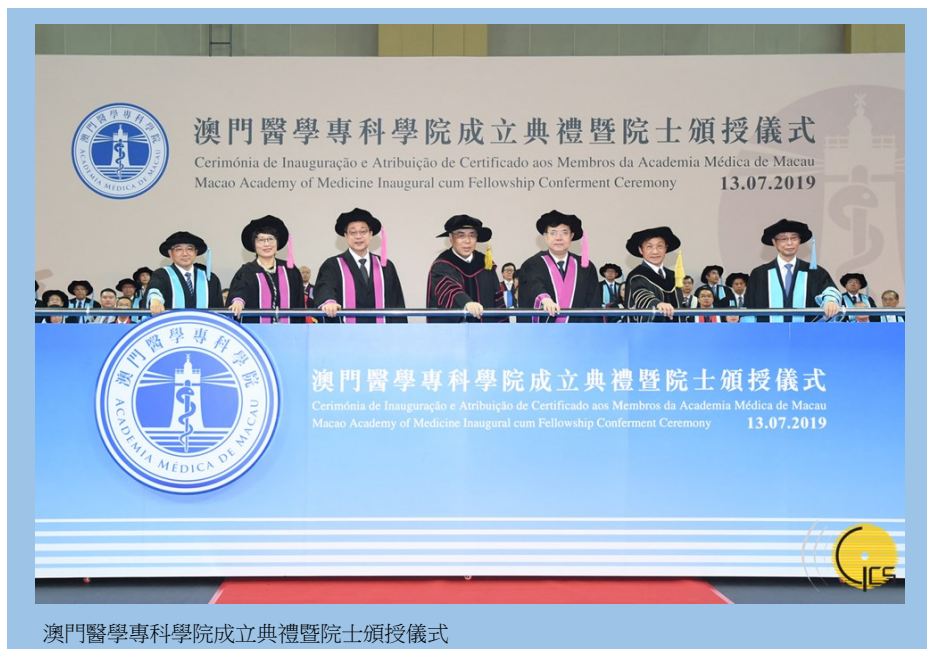 澳門醫學專科學院
ACADEMIA MÉDICA DE MACAU
澳門醫學專科學院成立典禮暨院士頒授儀式
Cerimónia de Inauguração e Atribuição de Certificado aos Membros da Academia Médica de Macau
Macao Academy of Medicine Inaugural cum Fellowship Conferment Ceremony 13.07.2019
澳門醫學專科學院
ACADEMIA MÉDICA DE MACAU
澳門醫學專科學院成立典禮暨院士頒授儀式
Cerimónia de Inauguração e Atribuição de Certificado aos Membros da Academia Médica de Macau
Macao Academy of Medicine Inaugural cum Fellowship Conferment Ceremony 13.07.2019
GCS
澳門醫學專科學院成立典禮暨院士頒授儀式